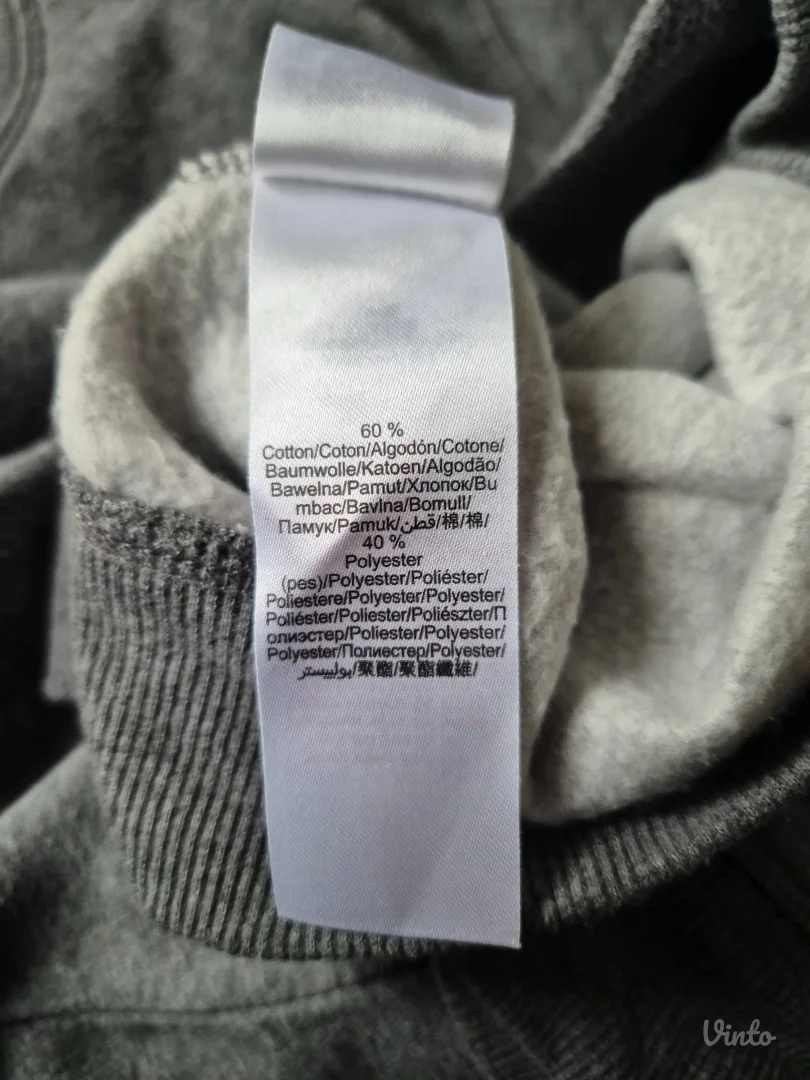 60 %
Cotton/Coton/Algodón/Cotone/
Baumwolle/Katoen/Algodão/
Bawełna/Pamut/Хлопок/Bu
mbac/Bavlna/Bomull/
Памук/Pamuk/قطن/棉/棉/
40 %
Polyester
(pes)/Polyester/Poliéster/
Poliestere/Polyester/Polyester/
Poliéster/Poliester/Poliészter/П
олиэстер/Poliester/Polyester/
Polyester/Полиестер/Polyester/
بوليستر/聚酯/聚酯纖維/
Vinto